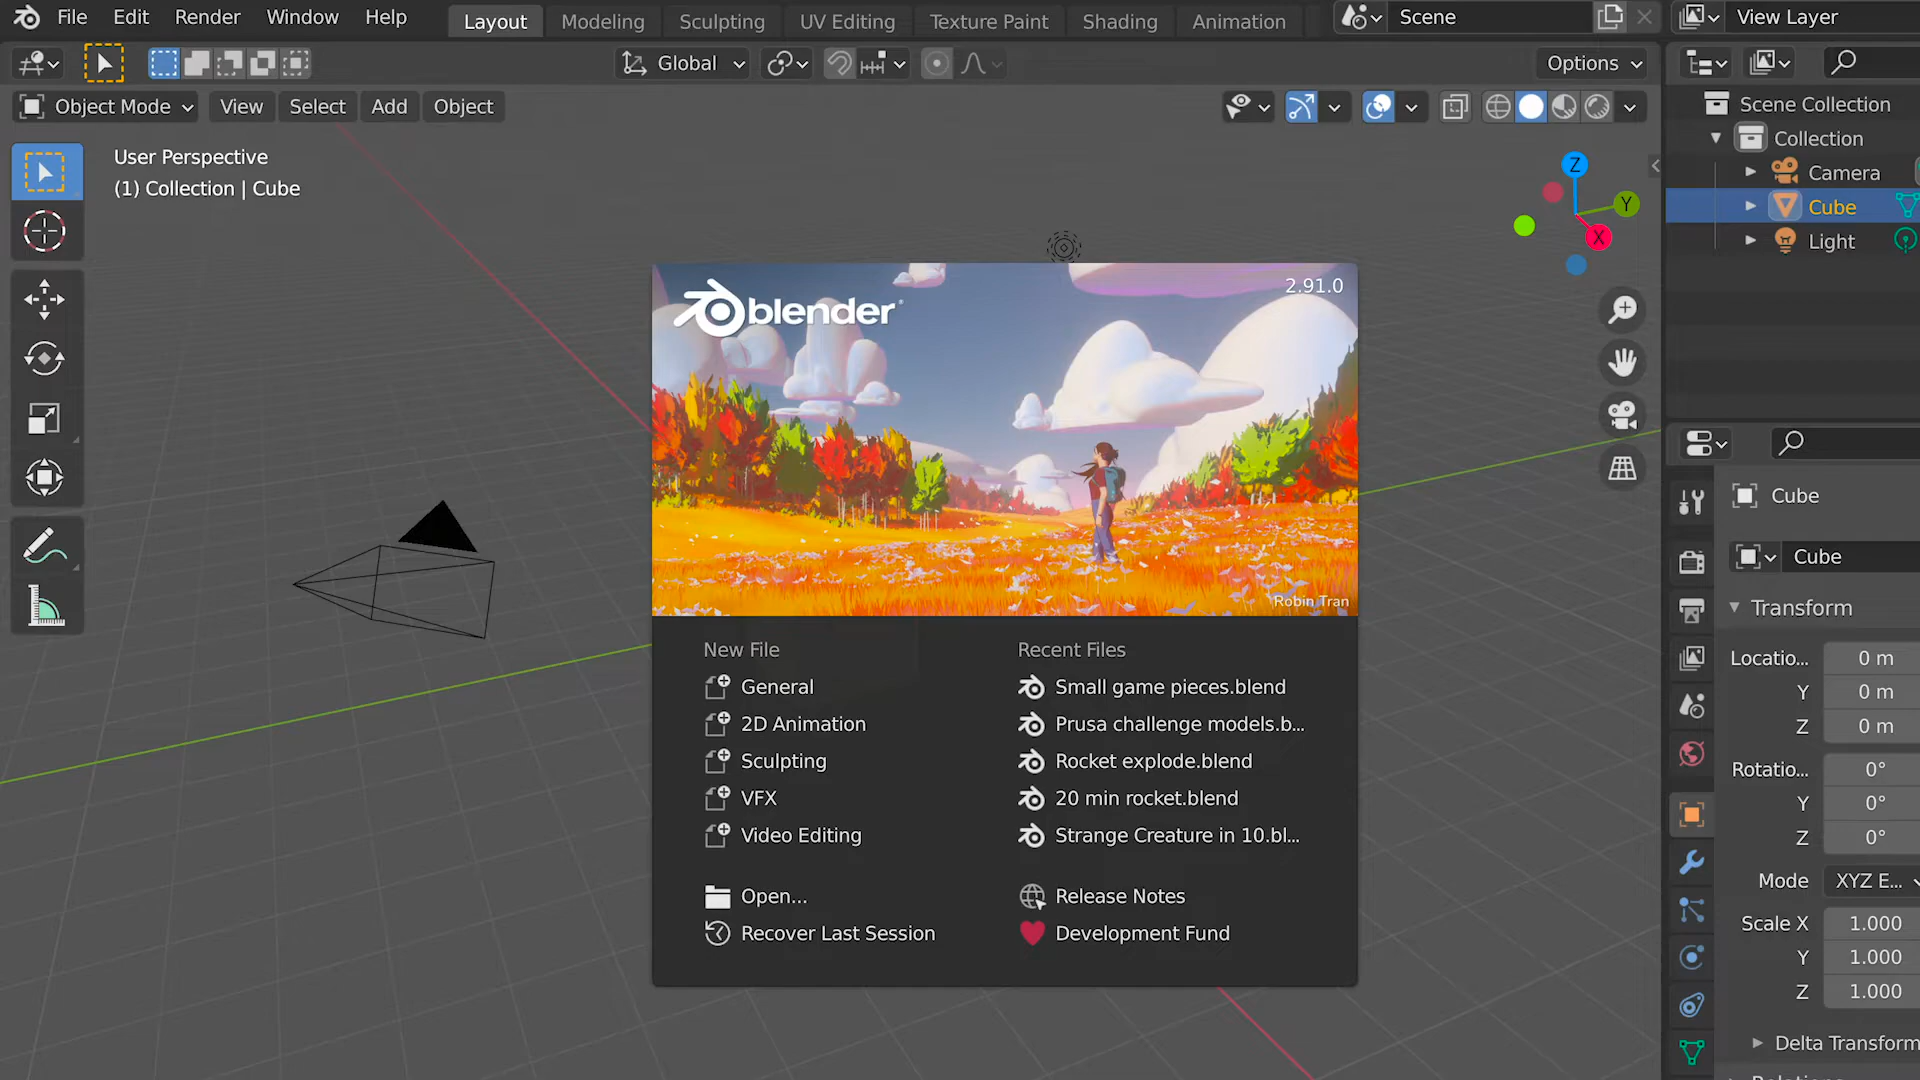 File Edit Render Window Help Layout Modeling Sculpting UV Editing Texture Paint Shading Animation Scene View Layer
Global Options
Object Mode View Select Add Object
User Perspective
(1) Collection | Cube
Z
Y
X
Scene Collection
Collection
Camera
Cube
Light
blender
2.91.0
Robin Tran
New File
General
2D Animation
Sculpting
VFX
Video Editing
Open...
Recover Last Session
Recent Files
Small game pieces.blend
Prusa challenge models.b...
Rocket explode.blend
20 min rocket.blend
Strange Creature in 10.bl...
Release Notes
Development Fund
Cube
Cube
Transform
Locatio... 0 m
Y 0 m
Z 0 m
Rotatio... 0°
Y 0°
Z 0°
Mode XYZ E...
Scale X 1.000
Y 1.000
Z 1.000
Delta Transform